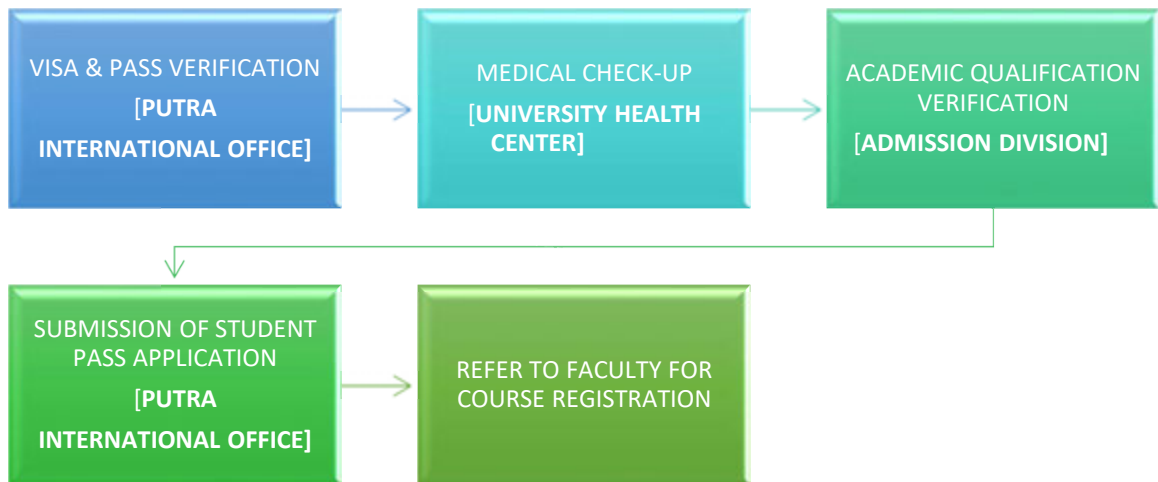 VISA & PASS VERIFICATION
[PUTRA
INTERNATIONAL OFFICE]
MEDICAL CHECK-UP
[UNIVERSITY HEALTH
CENTER]
ACADEMIC QUALIFICATION
VERIFICATION
[ADMISSION DIVISION]
SUBMISSION OF STUDENT
PASS APPLICATION
[PUTRA
INTERNATIONAL OFFICE]
REFER TO FACULTY FOR
COURSE REGISTRATION